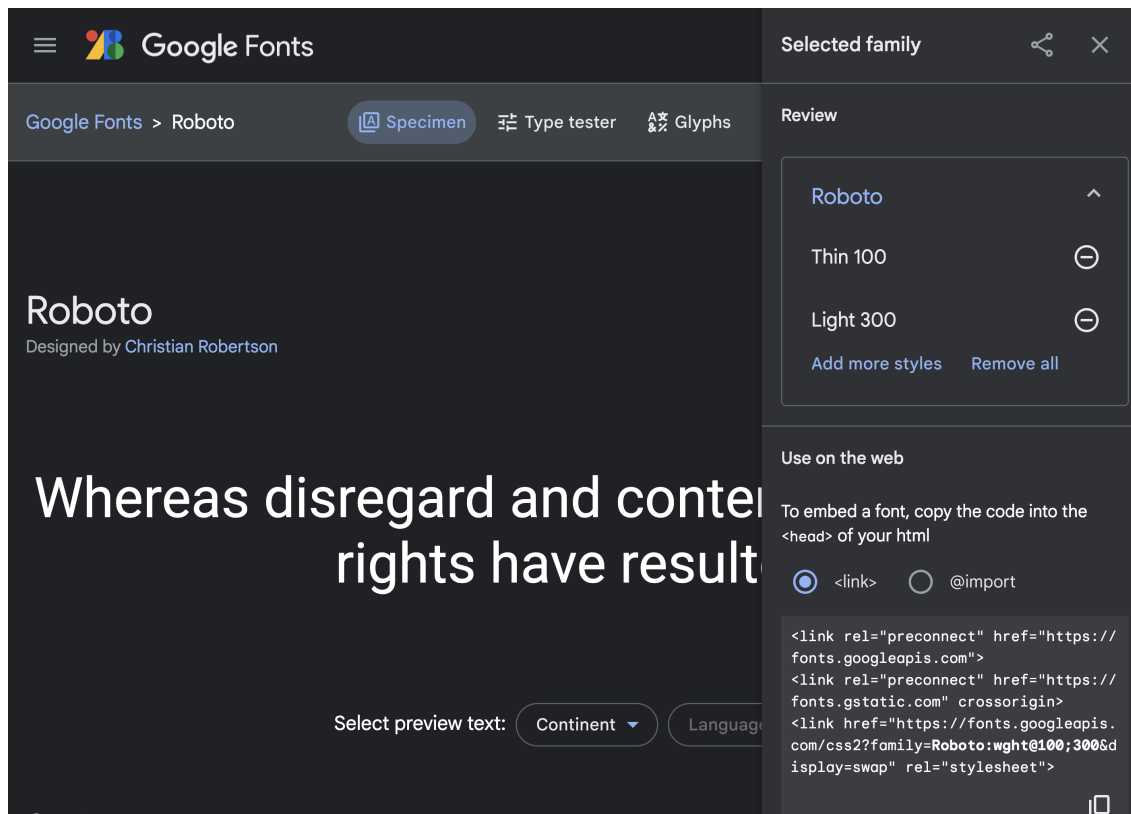 Google Fonts
Selected family
Google Fonts > Roboto
Specimen
Type tester
Glyphs
Roboto
Designed by Christian Robertson
Whereas disregard and conte
rights have result
Select preview text:
Continent
Languag
Review
Roboto
Thin 100
Light 300
Add more styles
Remove all
Use on the web
To embed a font, copy the code into the
<head> of your html
<link>
@import
<link rel="preconnect" href="https://
fonts.googleapis.com">
<link rel="preconnect" href="https://
fonts.gstatic.com" crossorigin>
<link href="https://fonts.googleapis.
com/css2?family=Roboto:wght@100;300&d
isplay=swap" rel="stylesheet">